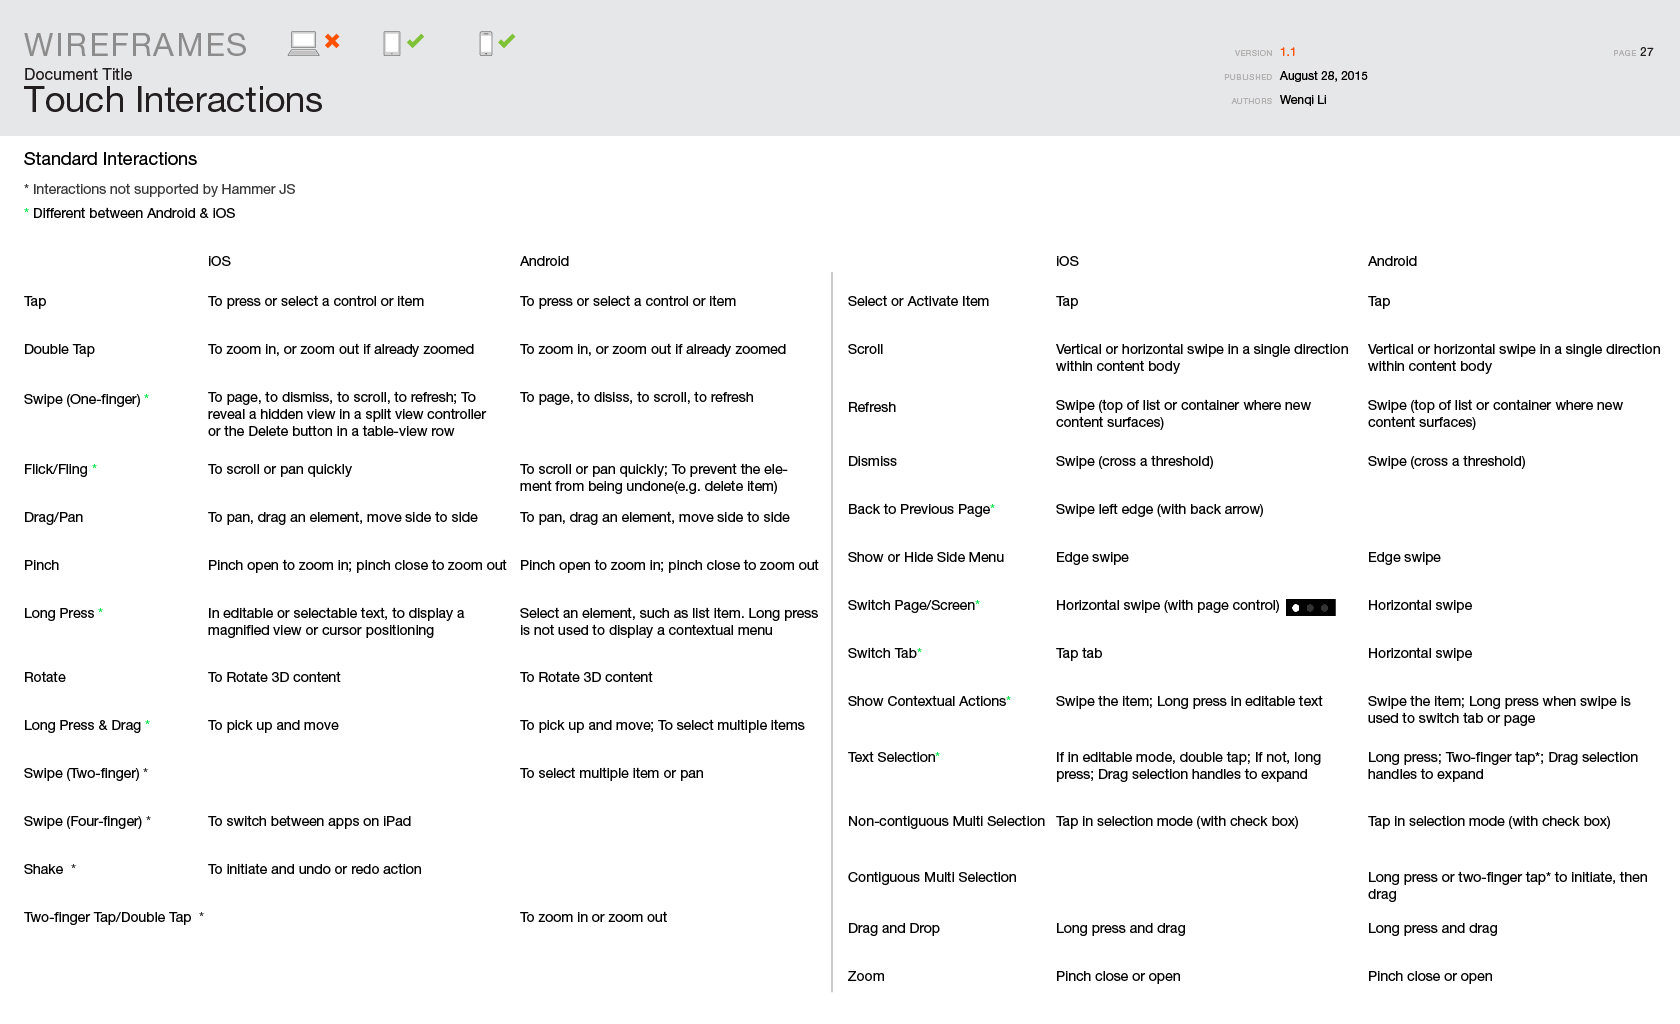 WIREFRAMES
Document Title
Touch Interactions
VERSION 1.1
PUBLISHED August 28, 2015
AUTHORS Wenqi Li
PAGE 27
Standard Interactions
* Interactions not supported by Hammer JS
* Different between Android & iOS
iOS Android
Tap To press or select a control or item To press or select a control or item
Double Tap To zoom in, or zoom out if already zoomed To zoom in, or zoom out if already zoomed
Swipe (One-finger) * To page, to dismiss, to scroll, to refresh; To To page, to disiss, to scroll, to refresh
reveal a hidden view in a split view controller
or the Delete button in a table-view row
Flick/Fling * To scroll or pan quickly To scroll or pan quickly; To prevent the ele-
ment from being undone(e.g. delete item)
Drag/Pan To pan, drag an element, move side to side To pan, drag an element, move side to side
Pinch Pinch open to zoom in; pinch close to zoom out Pinch open to zoom in; pinch close to zoom out
Long Press * In editable or selectable text, to display a Select an element, such as list item. Long press
magnified view or cursor positioning is not used to display a contextual menu
Rotate To Rotate 3D content To Rotate 3D content
Long Press & Drag * To pick up and move To pick up and move; To select multiple items
Swipe (Two-finger) * To select multiple item or pan
Swipe (Four-finger) * To switch between apps on iPad
Shake * To initiate and undo or redo action
Two-finger Tap/Double Tap * To zoom in or zoom out
iOS Android
Select or Activate Item Tap Tap
Scroll Vertical or horizontal swipe in a single direction Vertical or horizontal swipe in a single direction
within content body within content body
Refresh Swipe (top of list or container where new Swipe (top of list or container where new
content surfaces) content surfaces)
Dismiss Swipe (cross a threshold) Swipe (cross a threshold)
Back to Previous Page* Swipe left edge (with back arrow)
Show or Hide Side Menu Edge swipe Edge swipe
Switch Page/Screen* Horizontal swipe (with page control) Horizontal swipe
Switch Tab* Tap tab Horizontal swipe
Show Contextual Actions* Swipe the item; Long press in editable text Swipe the item; Long press when swipe is
used to switch tab or page
Text Selection* If in editable mode, double tap; If not, long Long press; Two-finger tap*; Drag selection
press; Drag selection handles to expand handles to expand
Non-contiguous Multi Selection Tap in selection mode (with check box) Tap in selection mode (with check box)
Contiguous Multi Selection Long press or two-finger tap* to initiate, then
drag
Drag and Drop Long press and drag Long press and drag
Zoom Pinch close or open Pinch close or open